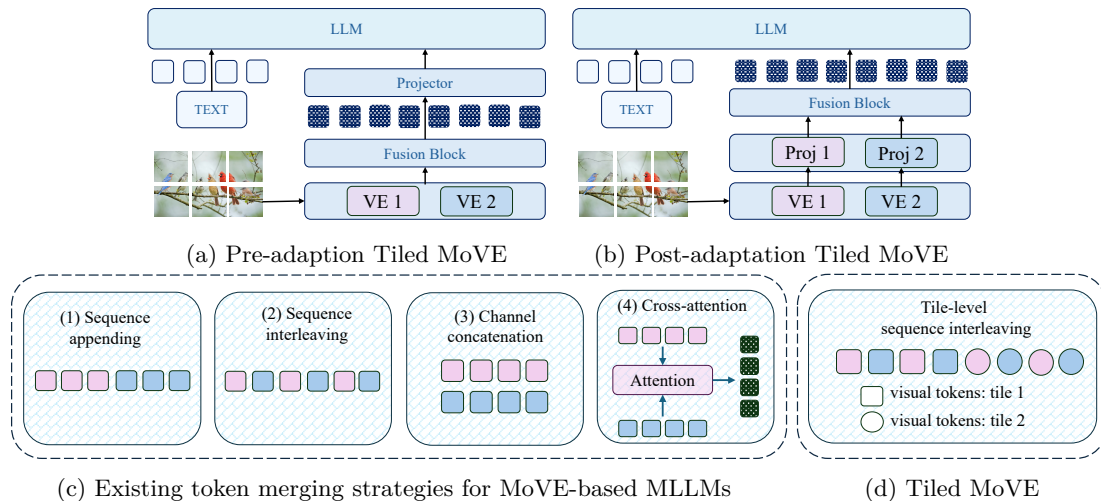 LLM
Projector
TEXT
Fusion Block
VE 1
VE 2
(a) Pre-adaption Tiled MoVE
LLM
Fusion Block
TEXT
Proj 1
Proj 2
VE 1
VE 2
(b) Post-adaptation Tiled MoVE
(1) Sequence
appending
(2) Sequence
interleaving
(3) Channel
concatenation
(4) Cross-attention
Attention
(c) Existing token merging strategies for MoVE-based MLLMs
Tile-level
sequence interleaving
visual tokens: tile 1
visual tokens: tile 2
(d) Tiled MoVE